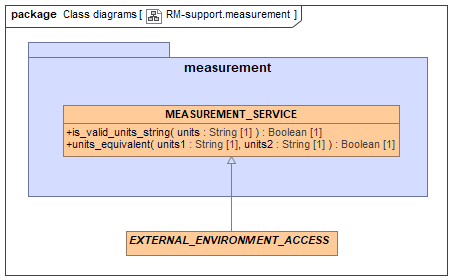 package Class diagrams [ RM-support.measurement ]
measurement
MEASUREMENT_SERVICE
+is_valid_units_string( units : String [1] ) : Boolean [1]
+units_equivalent( units1 : String [1], units2 : String [1] ) : Boolean [1]
EXTERNAL_ENVIRONMENT_ACCESS